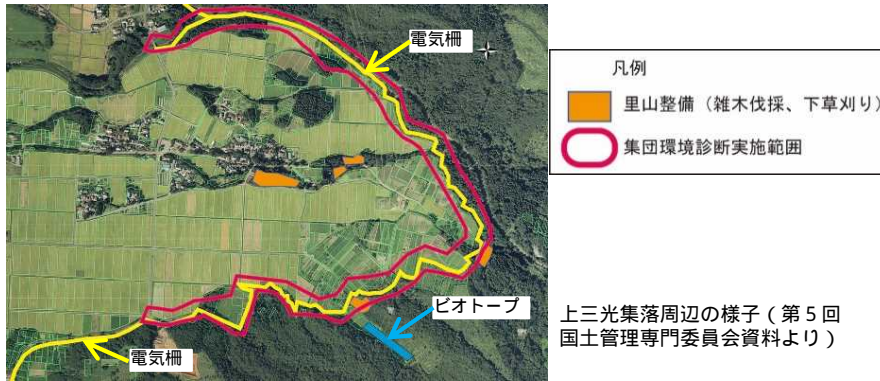 電気柵
凡例
里山整備（雑木伐採、下草刈り）
集団環境診断実施範囲
ビオトープ
上三光集落周辺の様子（第５回
国土管理専門委員会資料より）
電気柵